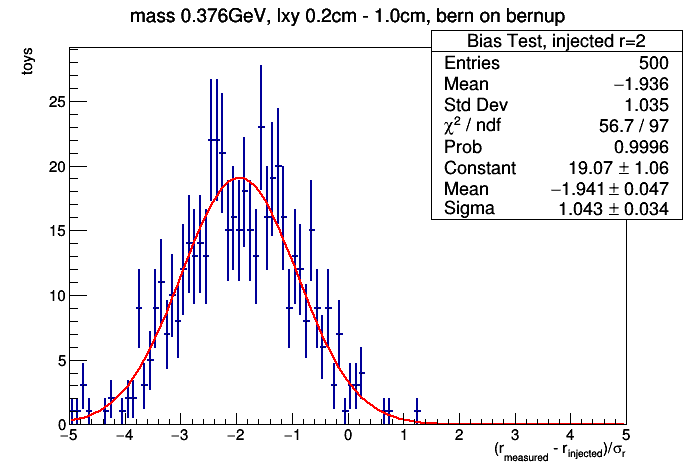 mass 0.376GeV, lxy 0.2cm - 1.0cm, bern on bernup
toys
Bias Test, injected r=2
Entries 500
Mean −1.936
Std Dev 1.035
χ² / ndf 56.7 / 97
Prob 0.9996
Constant 19.07 ± 1.06
Mean −1.941 ± 0.047
Sigma 1.043 ± 0.034
25
20
15
10
5
0
−5 −4 −3 −2 −1 0 1 2 3 4 5
(r_measured - r_injected)/σ_r